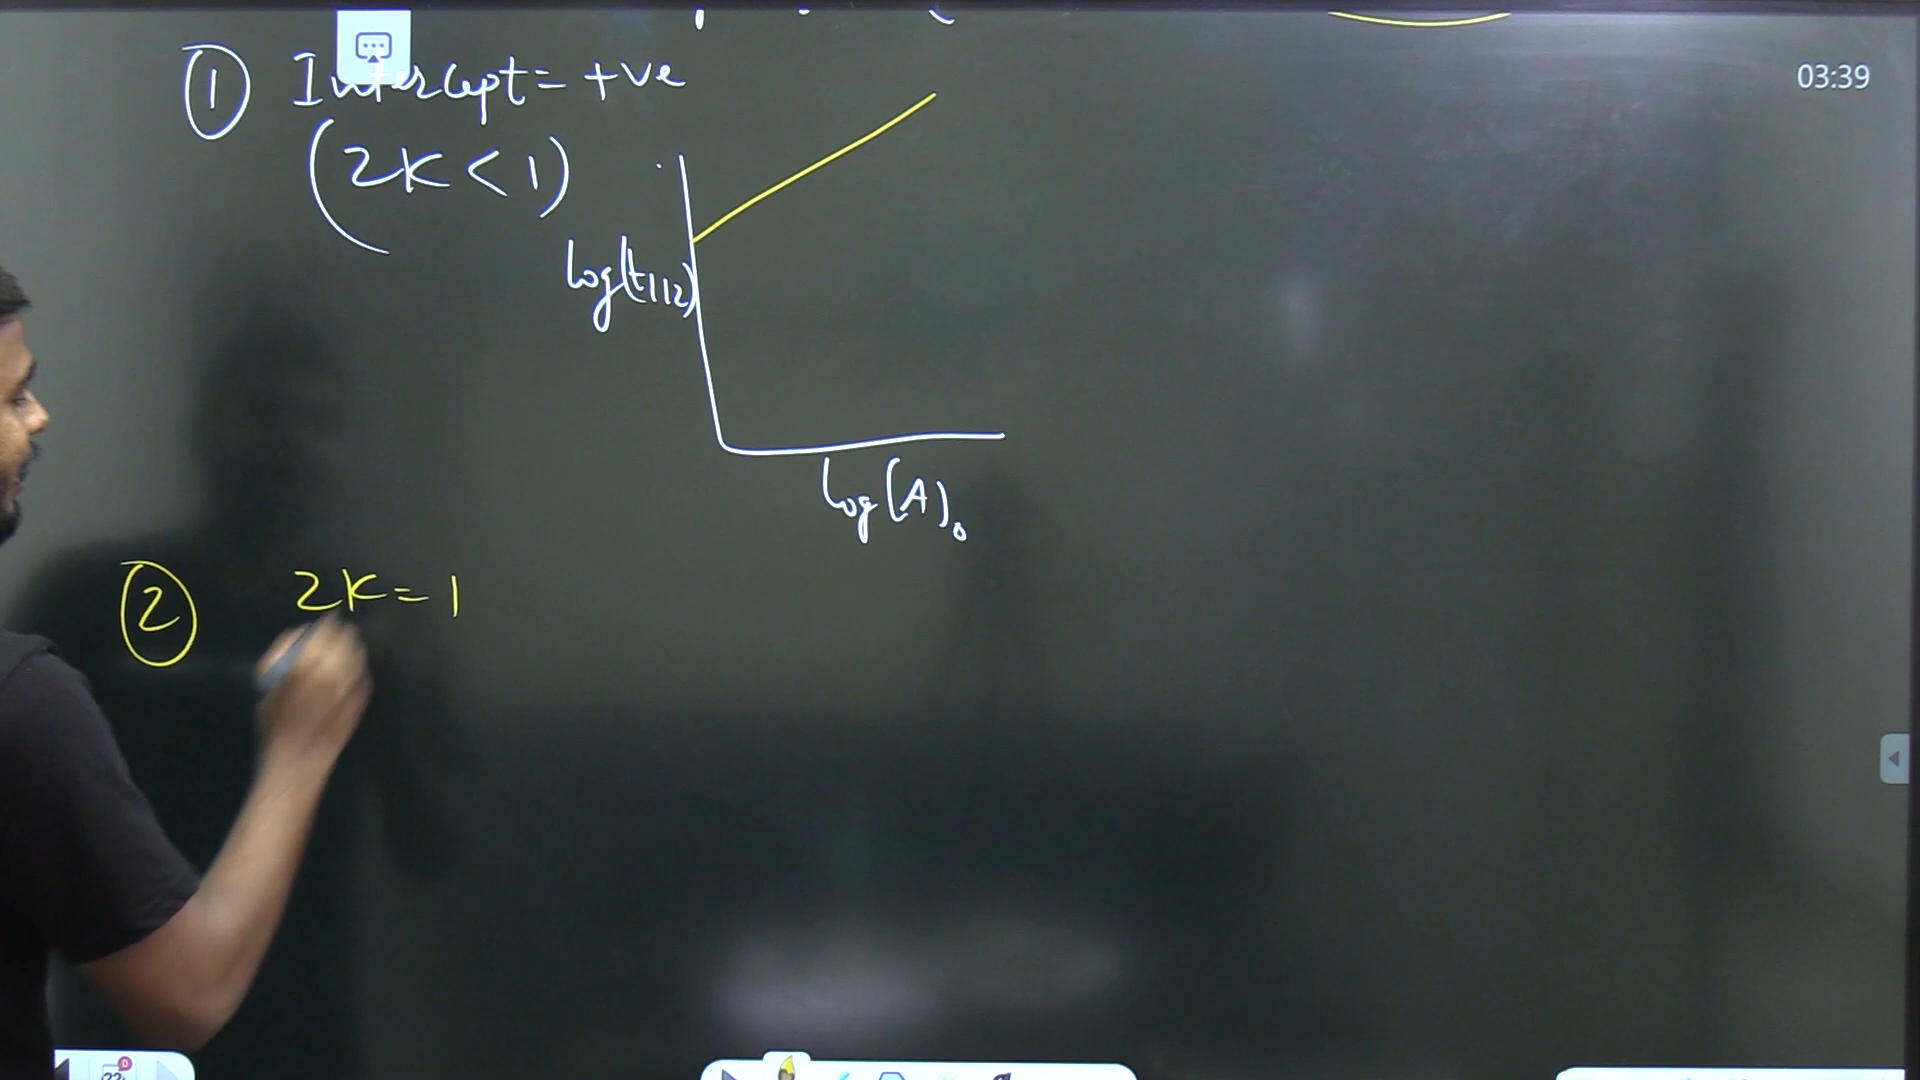 03:39
① Intercept = +ve
(2K < 1)
log(t1/2)
log(A)₀
② 2K = 1